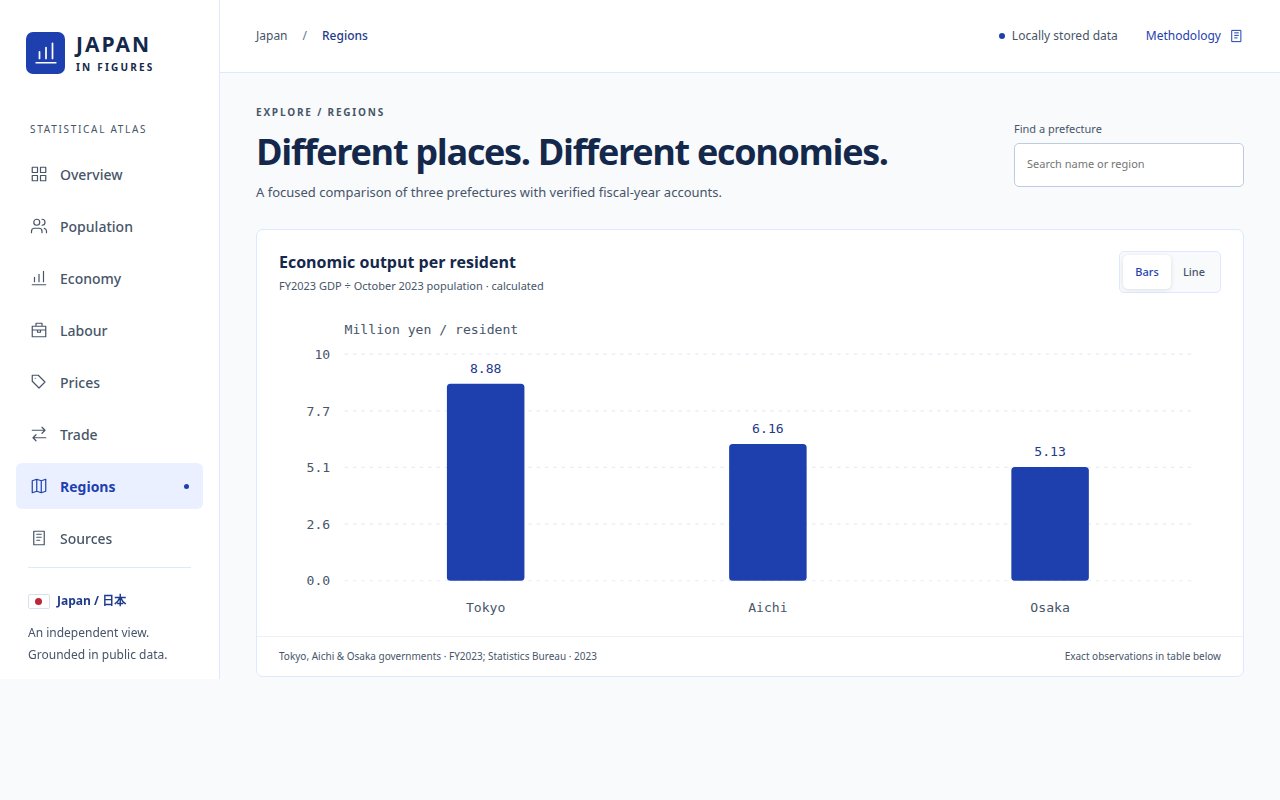 JAPAN
IN FIGURES
STATISTICAL ATLAS
Overview
Population
Economy
Labour
Prices
Trade
Regions
Sources
Japan / 日本
An independent view.
Grounded in public data.
Japan / Regions
Locally stored data
Methodology
EXPLORE / REGIONS
Different places. Different economies.
A focused comparison of three prefectures with verified fiscal-year accounts.
Find a prefecture
Search name or region
Economic output per resident
FY2023 GDP ÷ October 2023 population · calculated
Bars Line
Million yen / resident
10
7.7
5.1
2.6
0.0
8.88
6.16
5.13
Tokyo Aichi Osaka
Tokyo, Aichi & Osaka governments · FY2023; Statistics Bureau · 2023
Exact observations in table below